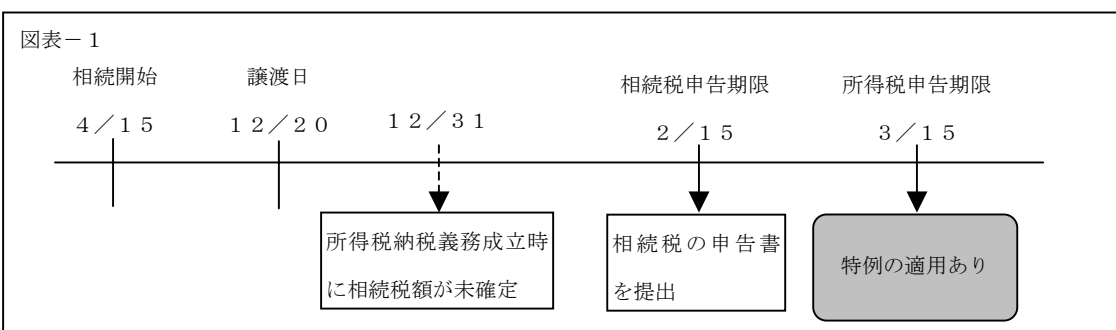 図表－１
相続開始 譲渡日 相続税申告期限 所得税申告期限
４／１５ １２／２０ １２／３１ ２／１５ ３／１５
所得税納税義務成立時
に相続税額が未確定
相続税の申告書
を提出
特例の適用あり